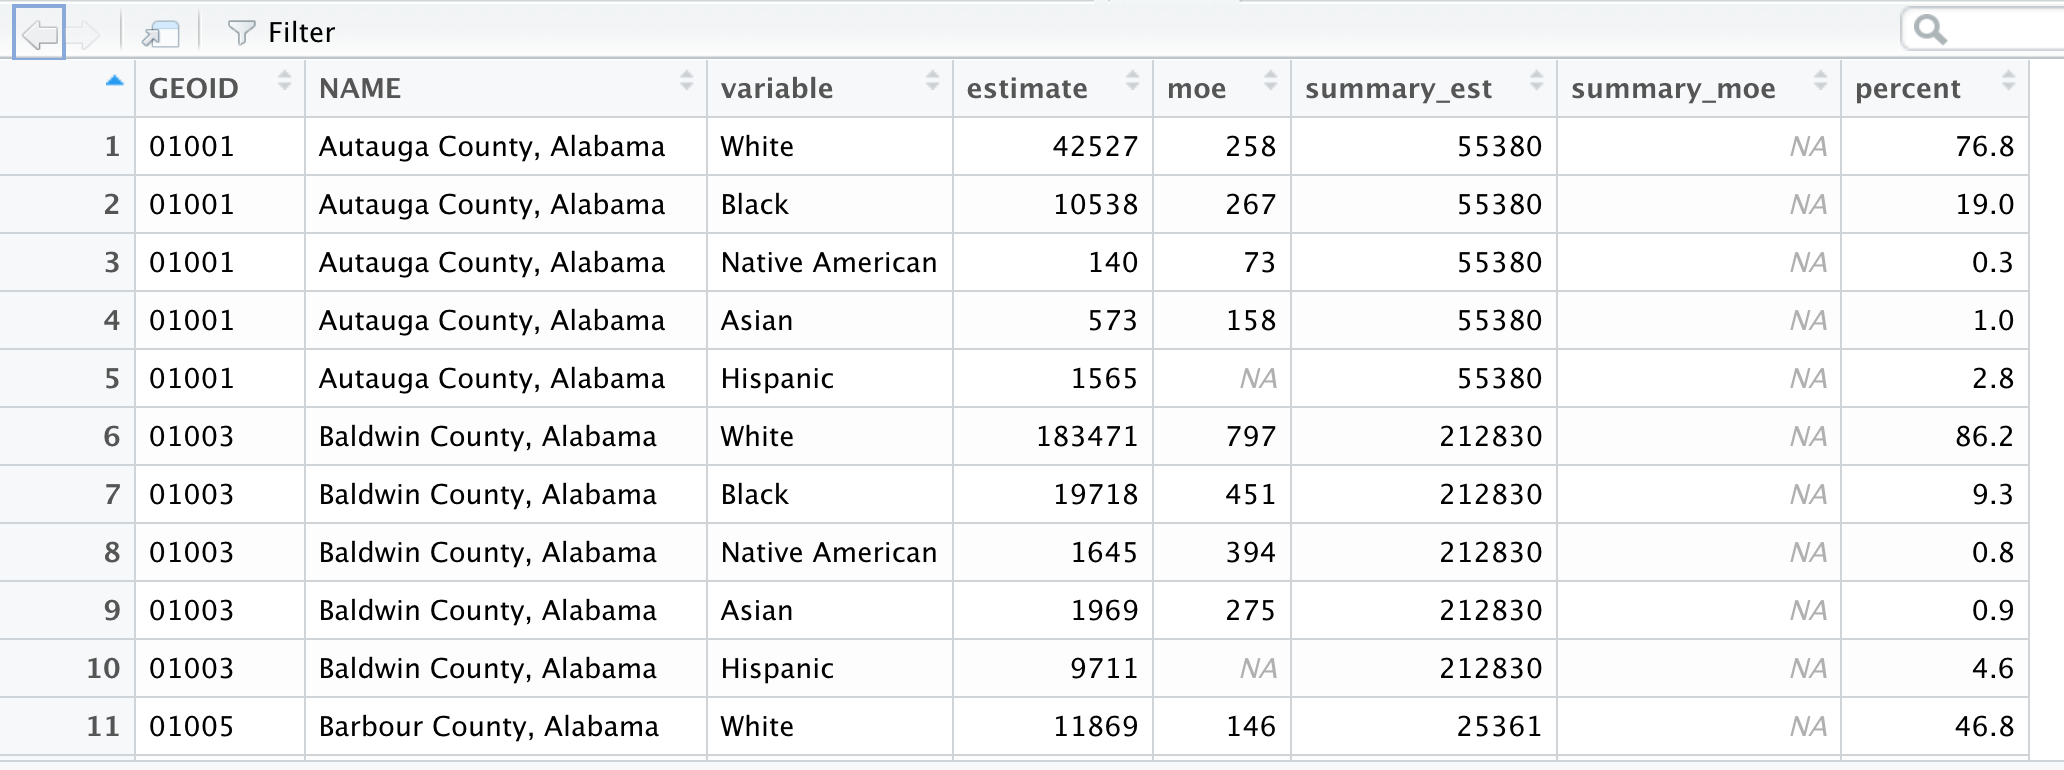 Filter
GEOID NAME variable estimate moe summary_est summary_moe percent
1 01001 Autauga County, Alabama White 42527 258 55380 NA 76.8
2 01001 Autauga County, Alabama Black 10538 267 55380 NA 19.0
3 01001 Autauga County, Alabama Native American 140 73 55380 NA 0.3
4 01001 Autauga County, Alabama Asian 573 158 55380 NA 1.0
5 01001 Autauga County, Alabama Hispanic 1565 NA 55380 NA 2.8
6 01003 Baldwin County, Alabama White 183471 797 212830 NA 86.2
7 01003 Baldwin County, Alabama Black 19718 451 212830 NA 9.3
8 01003 Baldwin County, Alabama Native American 1645 394 212830 NA 0.8
9 01003 Baldwin County, Alabama Asian 1969 275 212830 NA 0.9
10 01003 Baldwin County, Alabama Hispanic 9711 NA 212830 NA 4.6
11 01005 Barbour County, Alabama White 11869 146 25361 NA 46.8